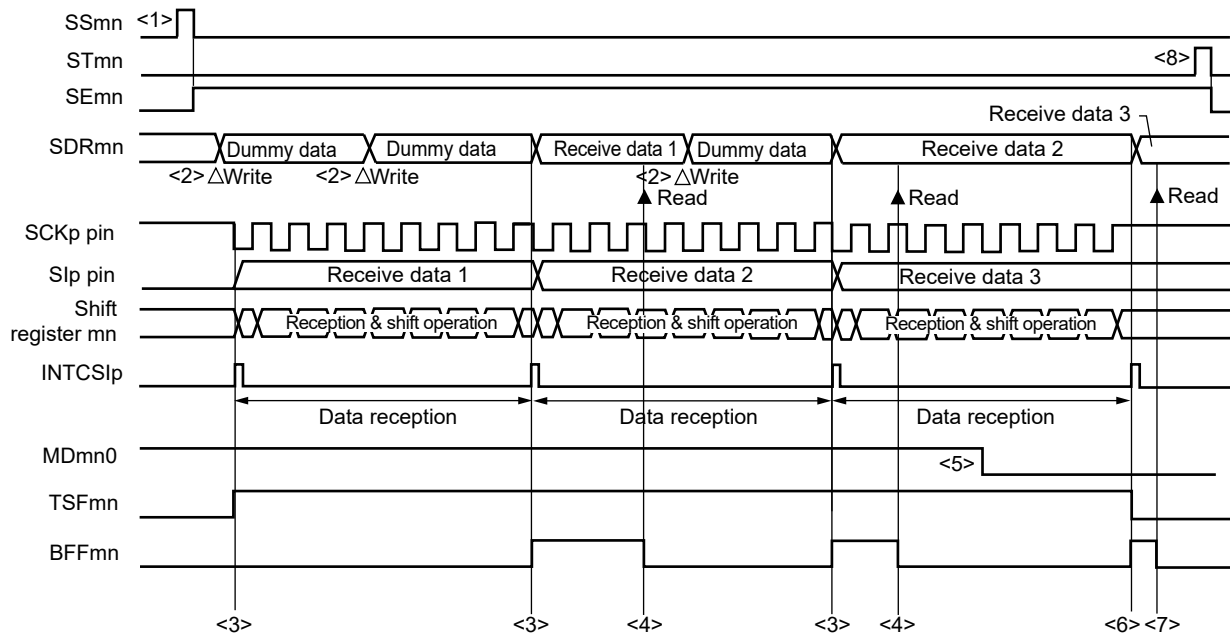 SSmn <1>
STmn <8>
SEmn
Receive data 3
SDRmn Dummy data Dummy data Receive data 1 Dummy data Receive data 2
<2> △Write <2> △Write <2> △Write
▲ Read ▲ Read ▲ Read
SCKp pin
SIp pin Receive data 1 Receive data 2 Receive data 3
Shift
register mn Reception & shift operation Reception & shift operation Reception & shift operation
INTCSIp
Data reception Data reception Data reception
MDmn0 <5>
TSFmn
BFFmn
<3> <3> <4> <3> <4> <6> <7>